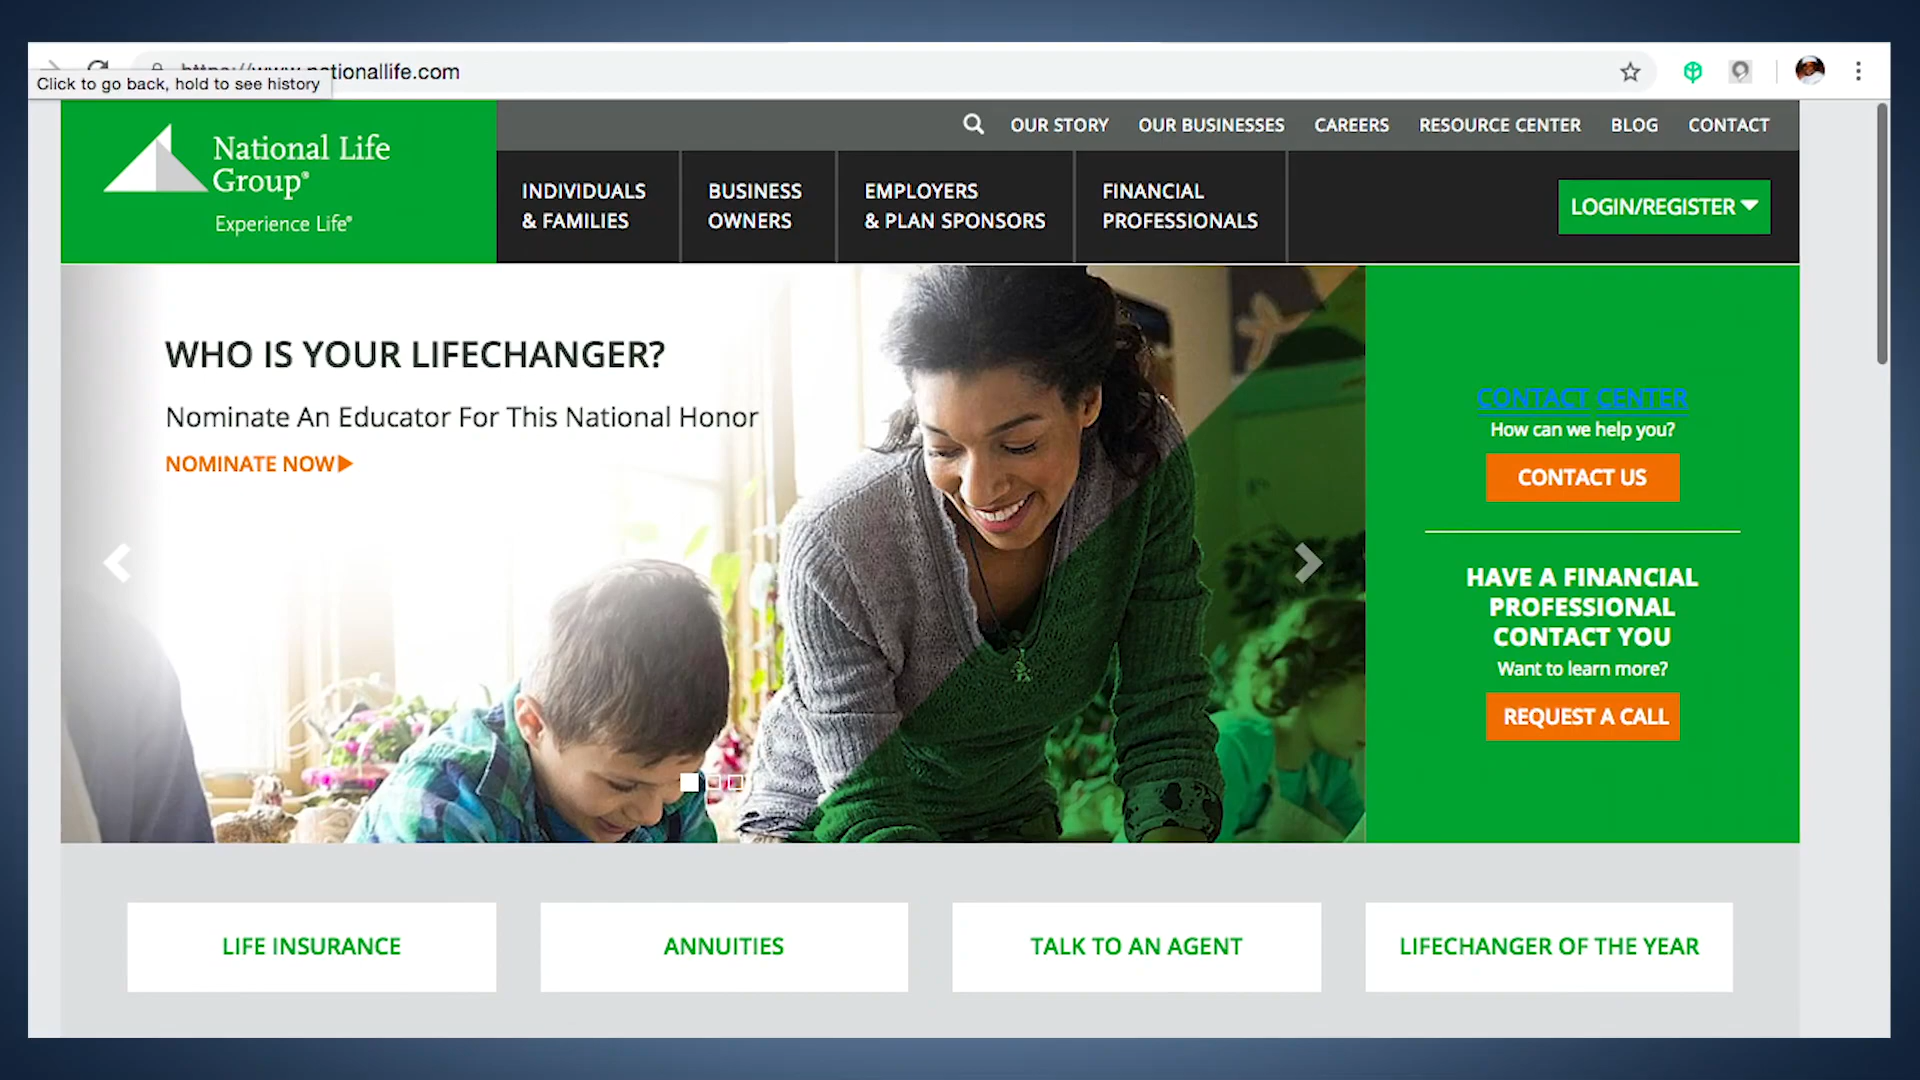 tionallife.com
Click to go back, hold to see history
National Life
Group®
Experience Life®
OUR STORY
OUR BUSINESSES
CAREERS
RESOURCE CENTER
BLOG
CONTACT
INDIVIDUALS
& FAMILIES
BUSINESS
OWNERS
EMPLOYERS
& PLAN SPONSORS
FINANCIAL
PROFESSIONALS
LOGIN/REGISTER
WHO IS YOUR LIFECHANGER?
Nominate An Educator For This National Honor
NOMINATE NOW
CONTACT CENTER
How can we help you?
CONTACT US
HAVE A FINANCIAL
PROFESSIONAL
CONTACT YOU
Want to learn more?
REQUEST A CALL
LIFE INSURANCE
ANNUITIES
TALK TO AN AGENT
LIFECHANGER OF THE YEAR